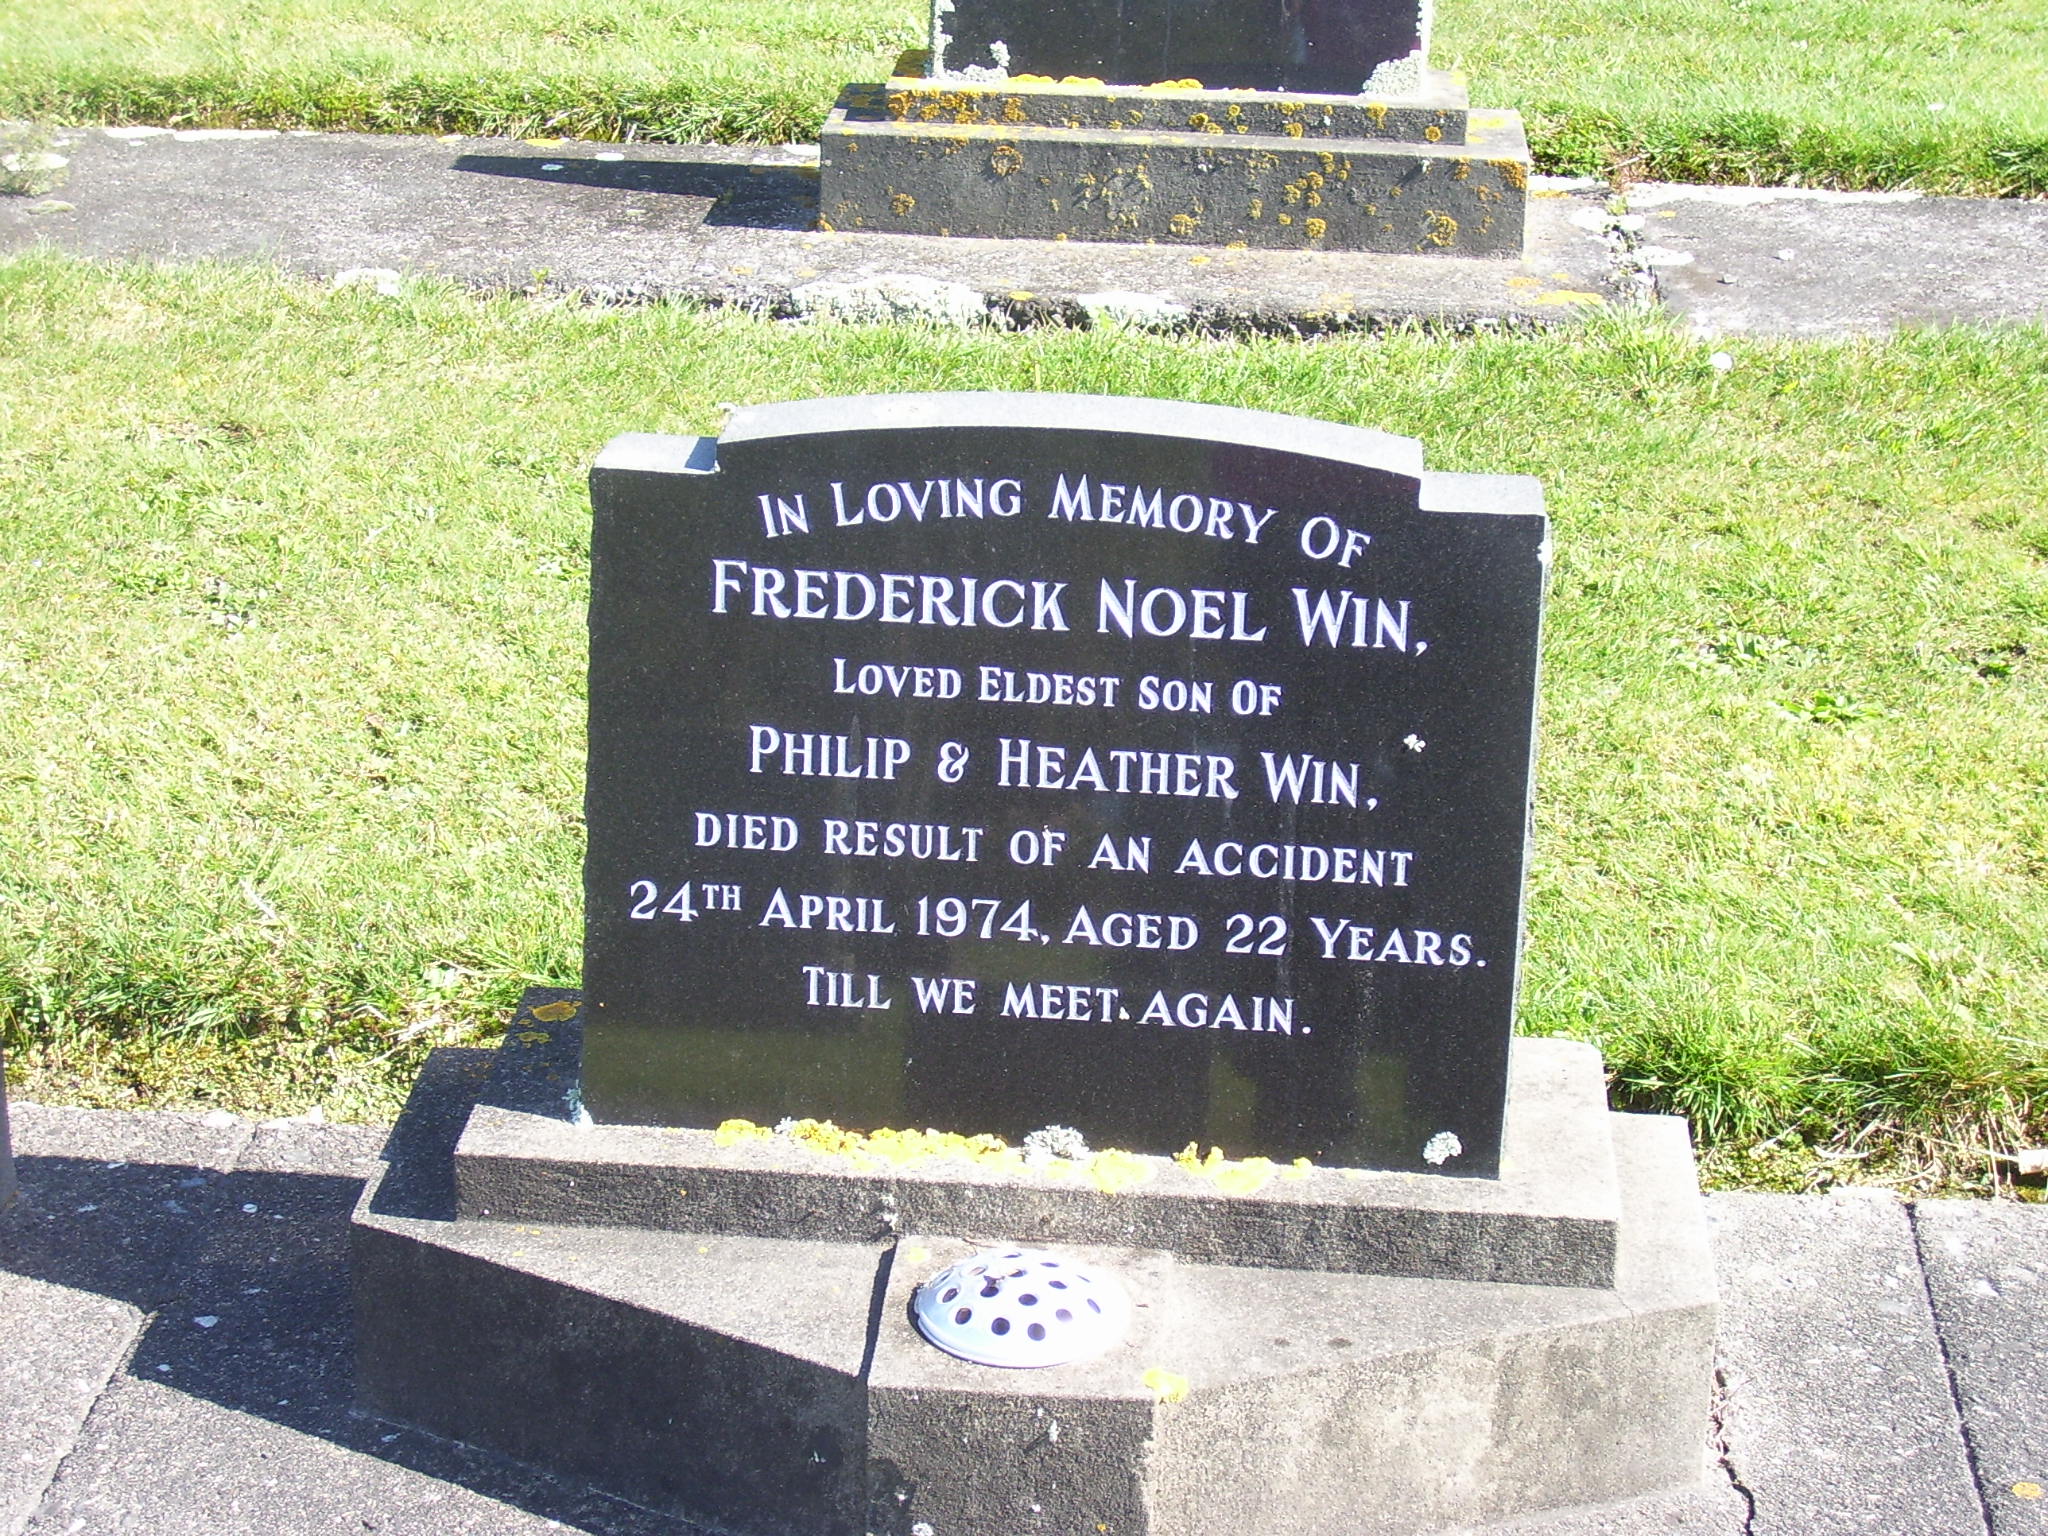 In Loving Memory Of
Frederick Noel Win,
Loved Eldest Son Of
Philip & Heather Win,
died result of an accident
24th April 1974, Aged 22 Years.
Till we meet again.